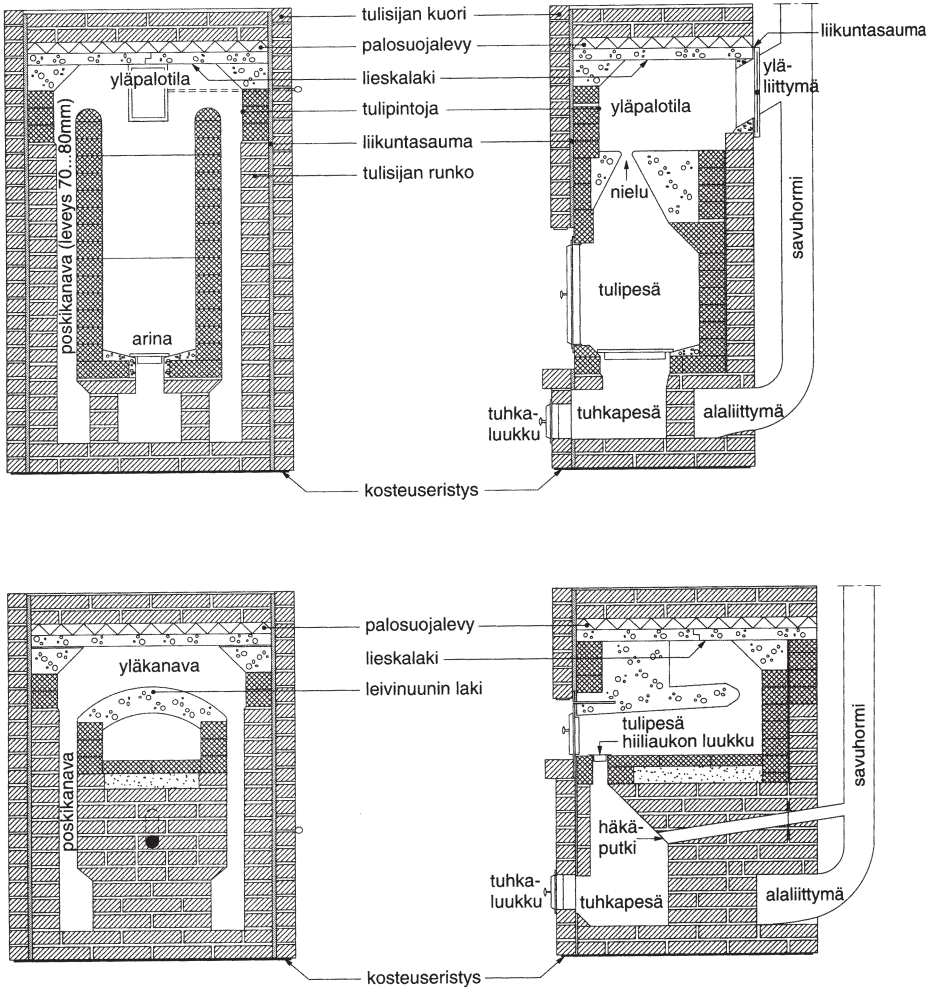 tulisijan kuori
palosuojalevy
lieskalaki
tulipintoja
liikuntasauma
tulisijan runko
yläpalotila
poskikanava (leveys 70...80mm)
arina
liikuntasauma
ylä-
liittymä
yläpalotila
nielu
savuhormi
tulipesä
tuhka-
luukku
tuhkapesä
alaliittymä
kosteuseristys
palosuojalevy
lieskalaki
leivinuunin laki
yläkanava
poskikanava
tulipesä
hiiliaukon luukku
savuhormi
häkä-
putki
tuhka-
luukku
tuhkapesä
alaliittymä
kosteuseristys